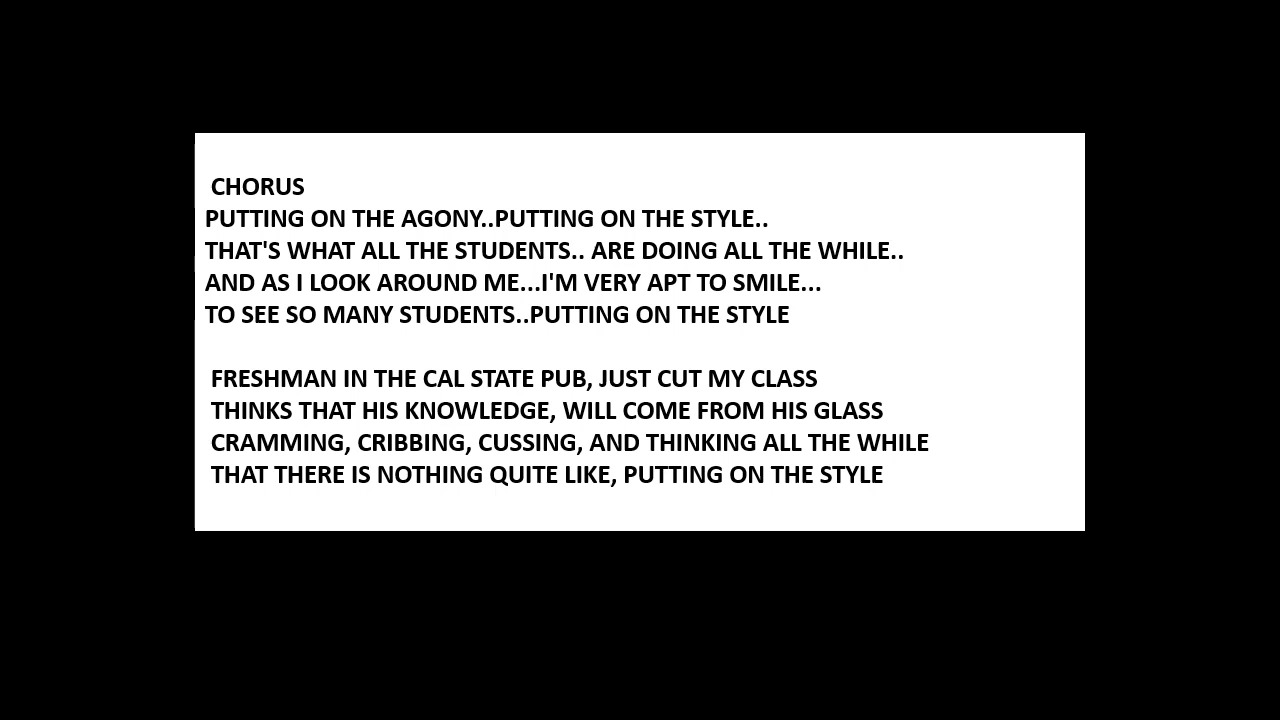 CHORUS
PUTTING ON THE AGONY..PUTTING ON THE STYLE..
THAT'S WHAT ALL THE STUDENTS.. ARE DOING ALL THE WHILE..
AND AS I LOOK AROUND ME...I'M VERY APT TO SMILE...
TO SEE SO MANY STUDENTS..PUTTING ON THE STYLE
FRESHMAN IN THE CAL STATE PUB, JUST CUT MY CLASS
THINKS THAT HIS KNOWLEDGE, WILL COME FROM HIS GLASS
CRAMMING, CRIBBING, CUSSING, AND THINKING ALL THE WHILE
THAT THERE IS NOTHING QUITE LIKE, PUTTING ON THE STYLE